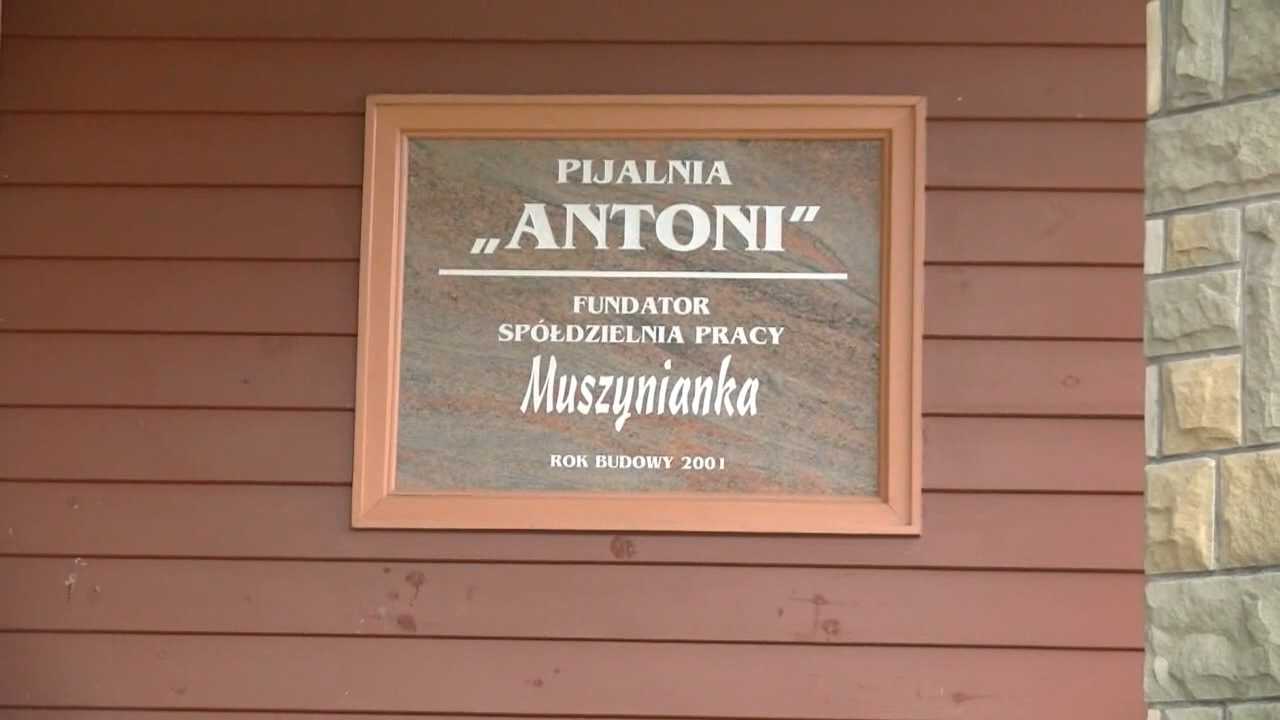 PIJALNIA
„ANTONI”
FUNDATOR
SPÓŁDZIELNIA PRACY
Muszynianka
ROK BUDOWY 2001